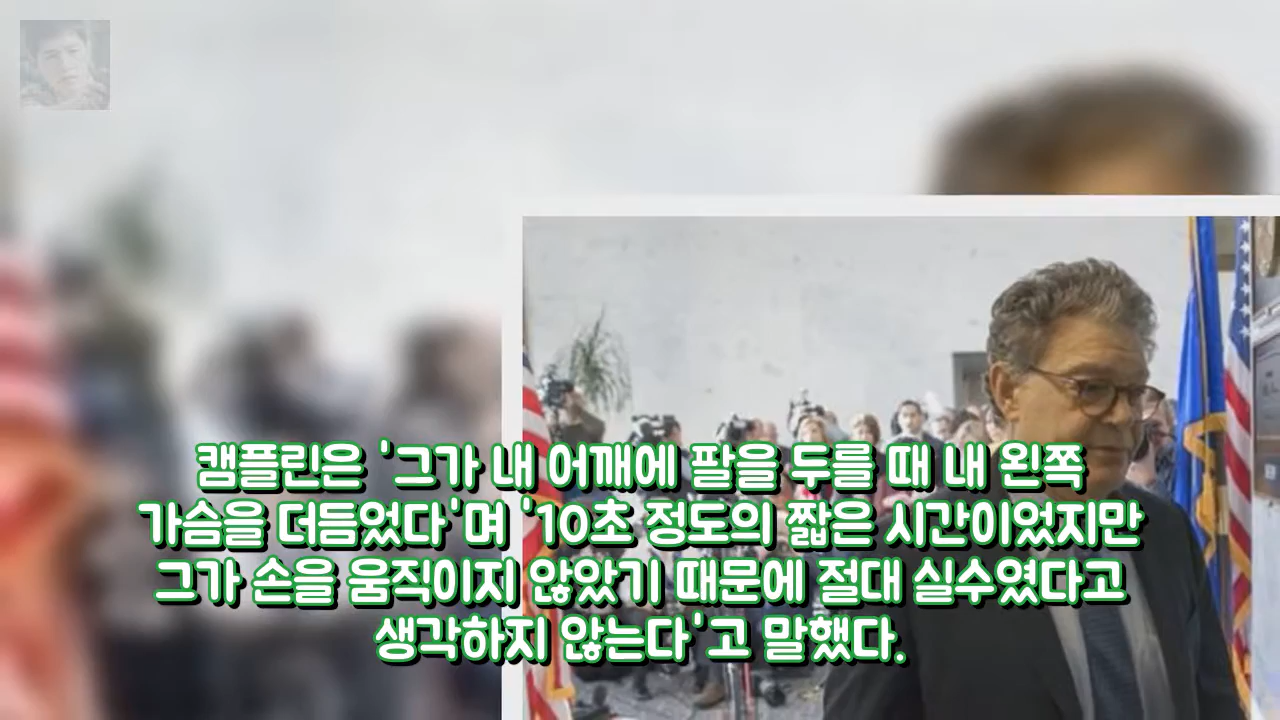 캠플린은 '그가 내 어깨에 팔을 두를 때 내 왼쪽
가슴을 더듬었다'며 '10초 정도의 짧은 시간이었지만
그가 손을 움직이지 않았기 때문에 절대 실수였다고
생각하지 않는다'고 말했다.